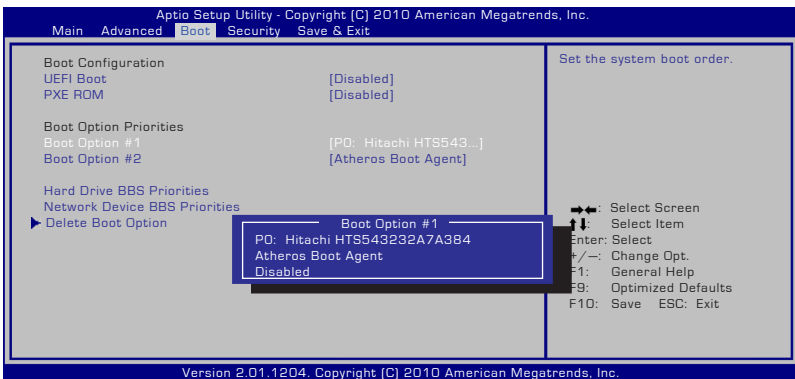 Aptio Setup Utility - Copyright (C) 2010 American Megatrends, Inc.
Main Advanced Boot Security Save & Exit
Boot Configuration
UEFI Boot [Disabled]
PXE ROM [Disabled]
Boot Option Priorities
Boot Option #1 [P0: Hitachi HTS543...]
Boot Option #2 [Atheros Boot Agent]
Hard Drive BBS Priorities
Network Device BBS Priorities
Delete Boot Option
Boot Option #1
P0: Hitachi HTS543232A7A384
Atheros Boot Agent
Disabled
Set the system boot order.
→←: Select Screen
↑↓: Select Item
Enter: Select
+/—: Change Opt.
F1: General Help
F9: Optimized Defaults
F10: Save ESC: Exit
Version 2.01.1204. Copyright (C) 2010 American Megatrends, Inc.